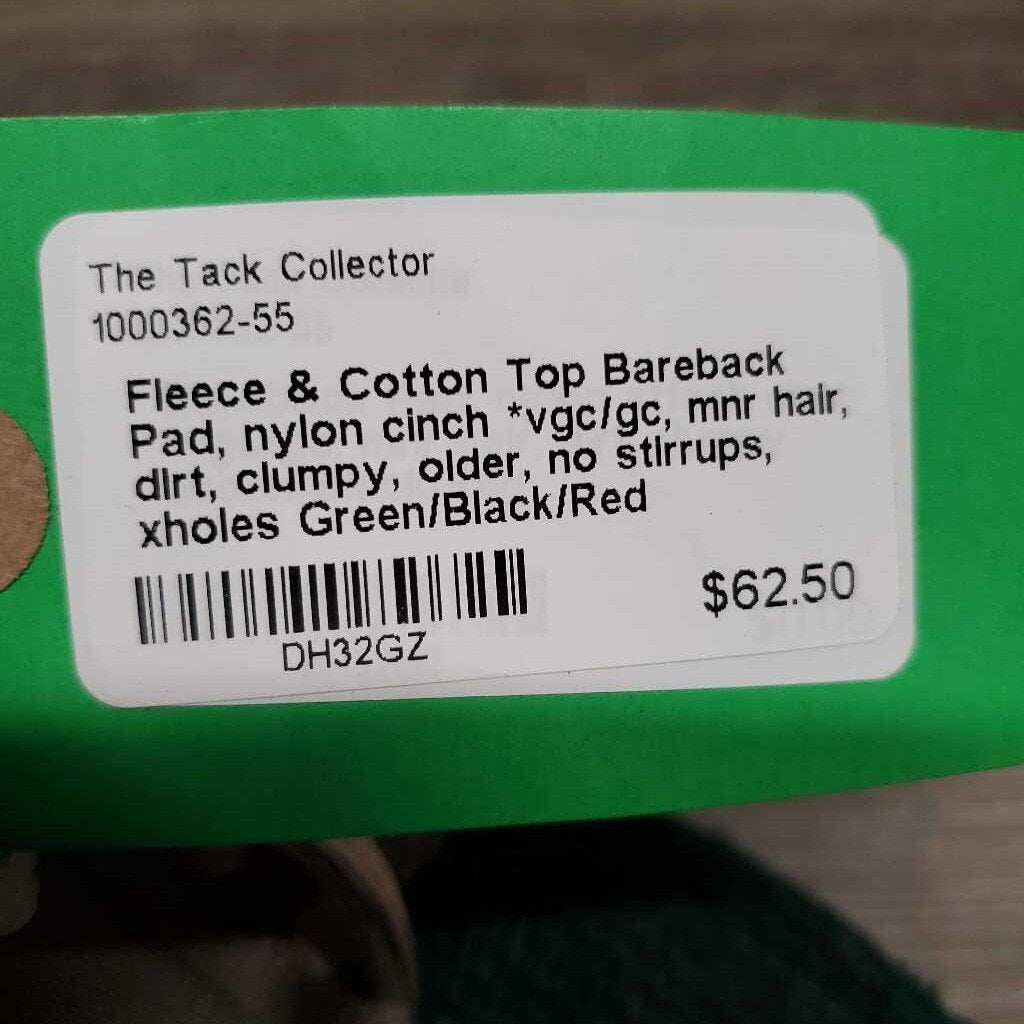 The Tack Collector
1000362-55
Fleece & Cotton Top Bareback
Pad, nylon cinch *vgc/gc, mnr hair,
dirt, clumpy, older, no stirrups,
xholes Green/Black/Red
$62.50
DH32GZ